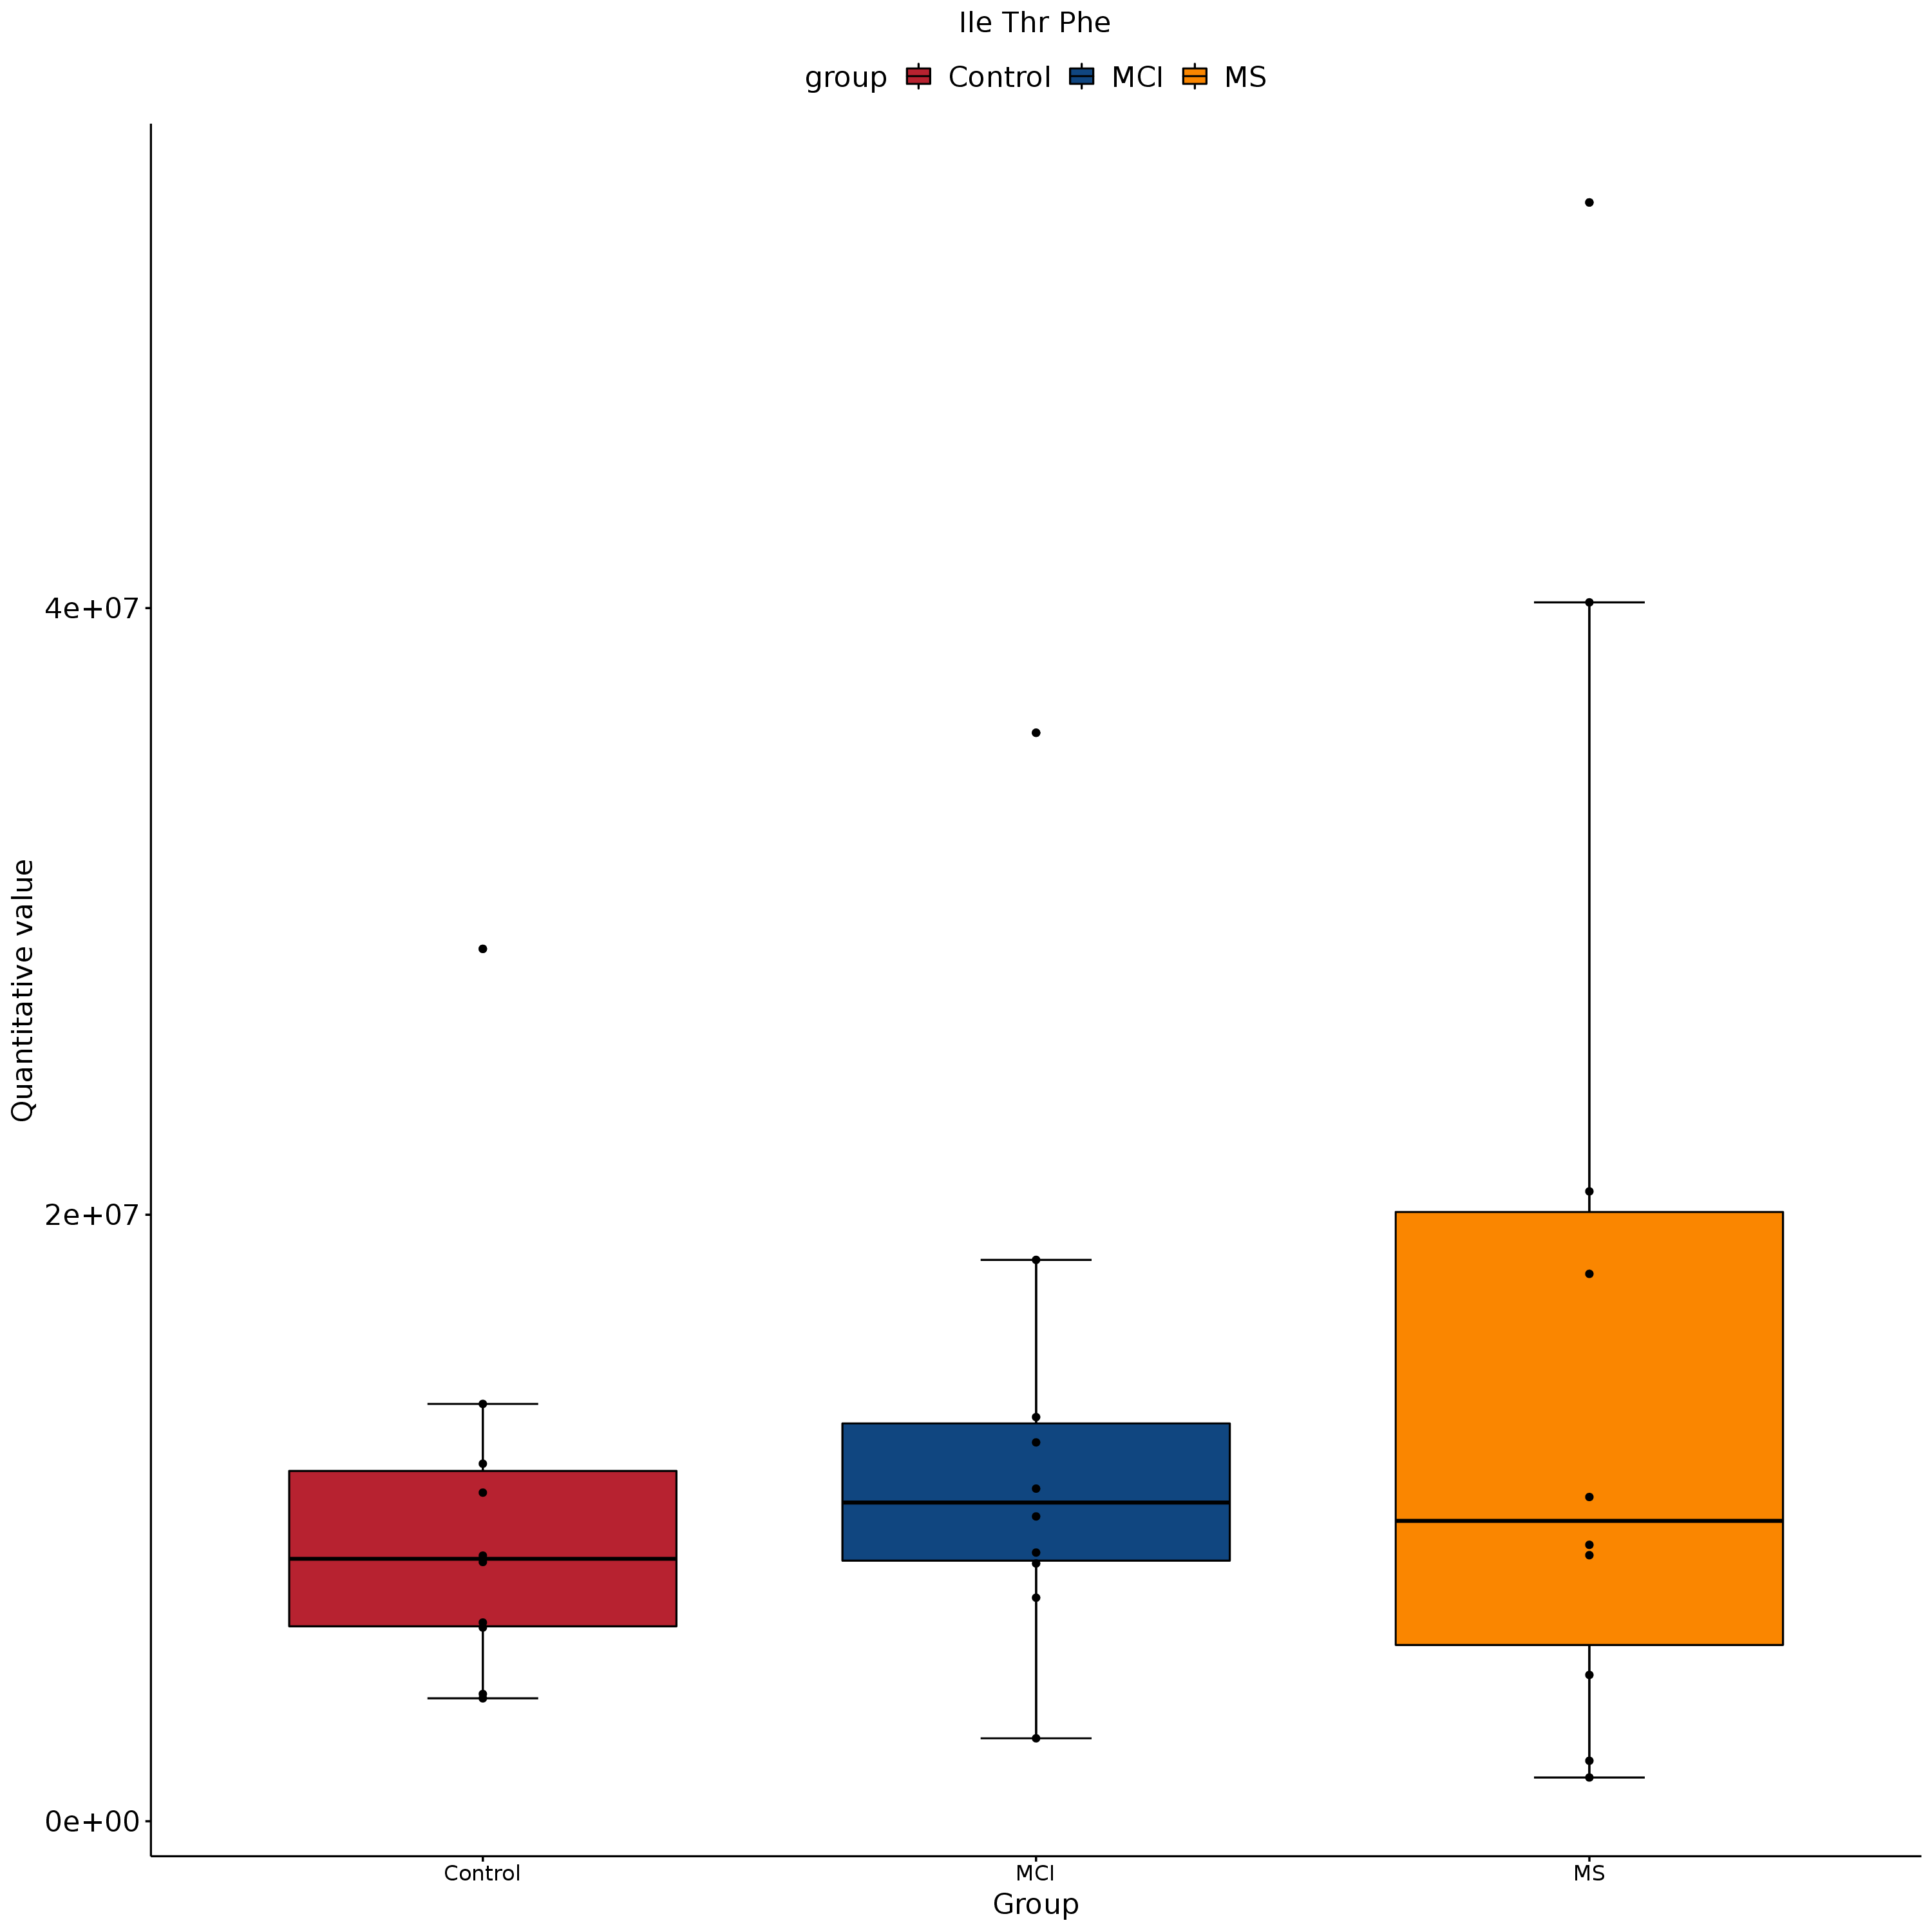 Ile Thr Phe
group Control MCI MS
Quantitative value
4e+07
2e+07
0e+00
Control MCI MS
Group